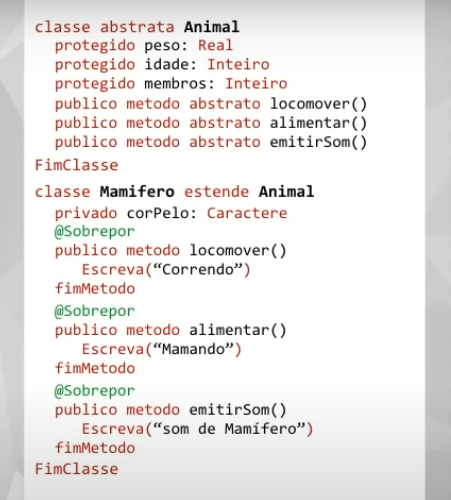 classe abstrata Animal
protegido peso: Real
protegido idade: Inteiro
protegido membros: Inteiro
publico metodo abstrato locomover()
publico metodo abstrato alimentar()
publico metodo abstrato emitirSom()
FimClasse
classe Mamifero estende Animal
privado corPelo: Caractere
@Sobrepor
publico metodo locomover()
Escreva(“Correndo”)
fimMetodo
@Sobrepor
publico metodo alimentar()
Escreva(“Mamando”)
fimMetodo
@Sobrepor
publico metodo emitirSom()
Escreva(“som de Mamífero”)
fimMetodo
FimClasse